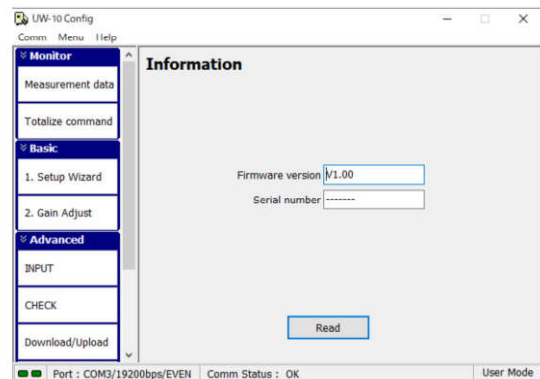 UW-10 Config
Comm Menu Help
Monitor
Information
Measurement data
Totalize command
Basic
1. Setup Wizard
Firmware version V1.00
Serial number -------
2. Gain Adjust
Advanced
INPUT
CHECK
Read
Download/Upload
Port : COM3/19200bps/EVEN Comm Status : OK User Mode